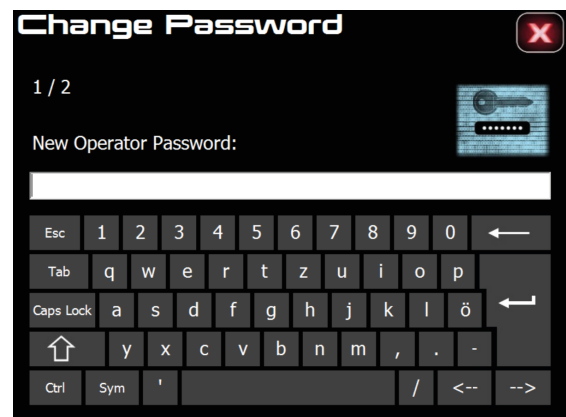 Change Password
X
1 / 2
New Operator Password:
Esc 1 2 3 4 5 6 7 8 9 0
Tab q w e r t z u i o p
Caps Lock a s d f g h j k l ö
y x c v b n m , . -
Ctrl Sym ' / <-- -->